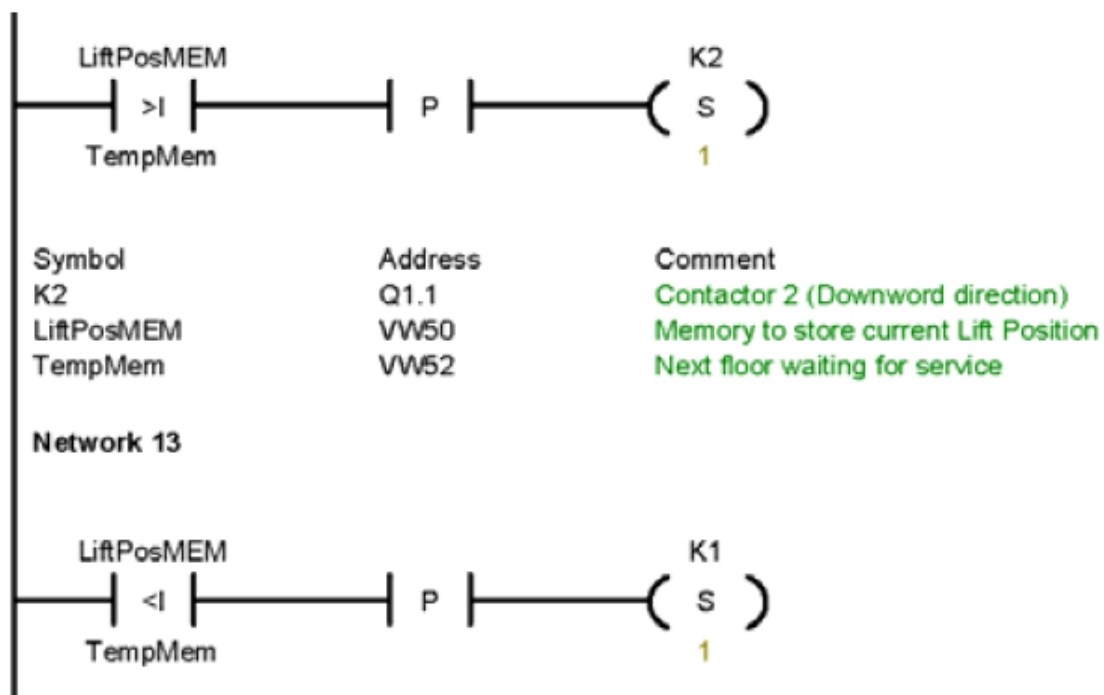 LiftPosMEM K2
>I P S
TempMem 1
Symbol Address Comment
K2 Q1.1 Contactor 2 (Downword direction)
LiftPosMEM VW50 Memory to store current Lift Position
TempMem VW52 Next floor waiting for service
Network 13
LiftPosMEM K1
<I P S
TempMem 1